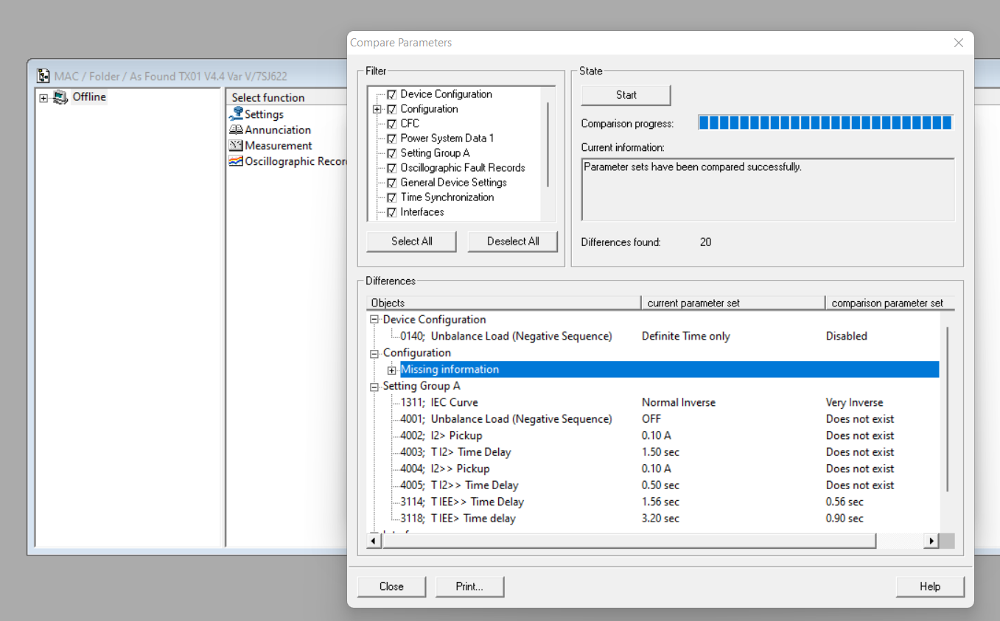 Compare Parameters
MAC / Folder / As Found TX01 V4.4 Var V/7SJ622
Offline
Select function
Settings
Annunciation
Measurement
Oscillographic Recor
Filter
Device Configuration
Configuration
CFC
Power System Data 1
Setting Group A
Oscillographic Fault Records
General Device Settings
Time Synchronization
Interfaces
Select All
Deselect All
State
Start
Comparison progress:
Current information:
Parameter sets have been compared successfully.
Differences found: 20
Differences
Objects current parameter set comparison parameter set
Device Configuration
0140; Unbalance Load (Negative Sequence) Definite Time only Disabled
Configuration
Missing information
Setting Group A
1311; IEC Curve Normal Inverse Very Inverse
4001; Unbalance Load (Negative Sequence) OFF Does not exist
4002; I2> Pickup 0.10 A Does not exist
4003; T I2> Time Delay 1.50 sec Does not exist
4004; I2>> Pickup 0.10 A Does not exist
4005; T I2>> Time Delay 0.50 sec Does not exist
3114; T IEE>> Time Delay 1.56 sec 0.56 sec
3118; T IEE> Time delay 3.20 sec 0.90 sec
Close
Print...
Help